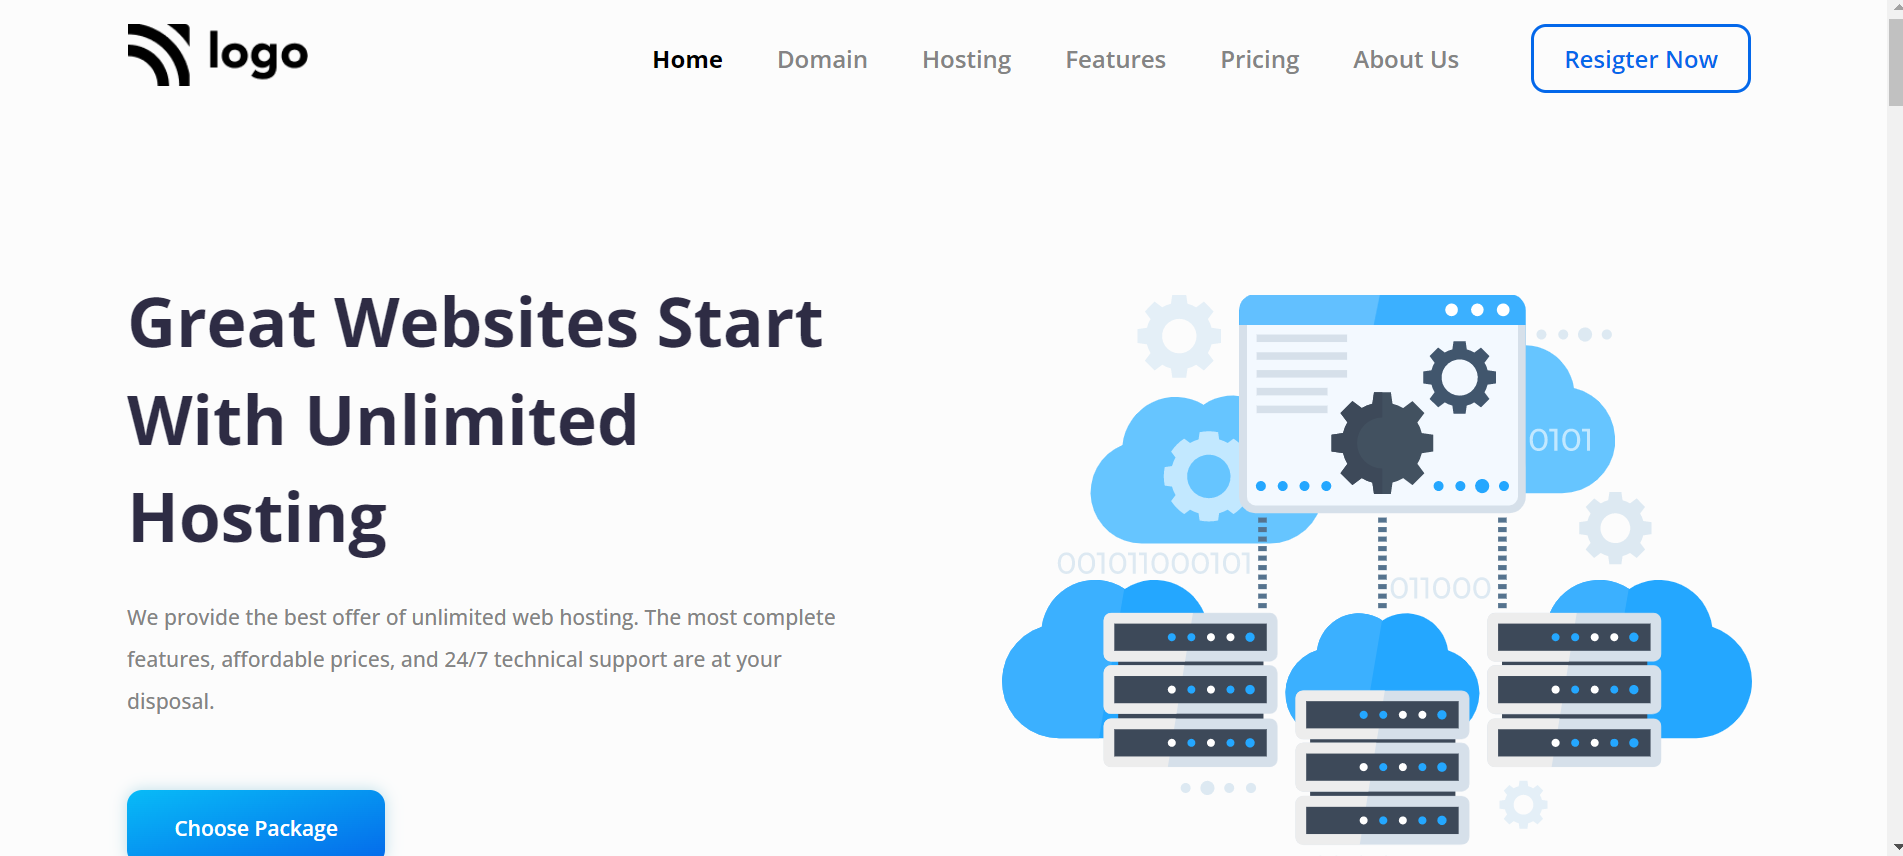 logo
Home Domain Hosting Features Pricing About Us Resigter Now
Great Websites Start
With Unlimited
Hosting
We provide the best offer of unlimited web hosting. The most complete
features, affordable prices, and 24/7 technical support are at your
disposal.
Choose Package
0101
001011000101
011000